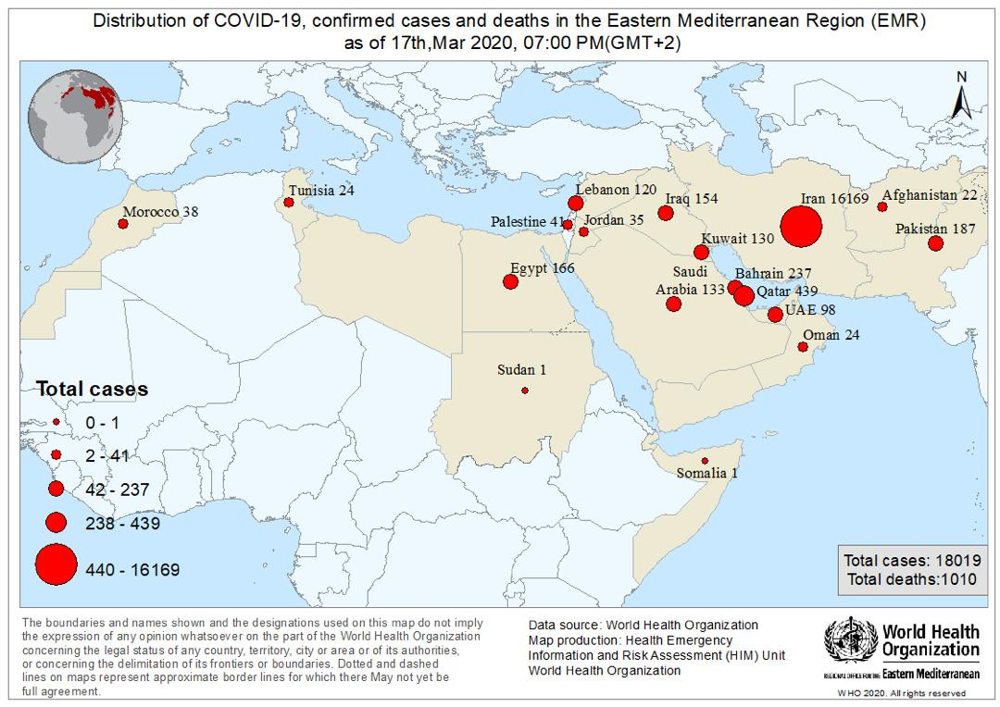 Distribution of COVID-19, confirmed cases and deaths in the Eastern Mediterranean Region (EMR)
as of 17th,Mar 2020, 07:00 PM(GMT+2)
N
Tunisia 24
Morocco 38
Lebanon 120
Palestine 41
Jordan 35
Iraq 154
Iran 16169
Afghanistan 22
Pakistan 187
Kuwait 130
Egypt 166
Saudi
Arabia 133
Bahrain 237
Qatar 439
UAE 98
Oman 24
Sudan 1
Somalia 1
Total cases
0 - 1
2 - 41
42 - 237
238 - 439
440 - 16169
Total cases: 18019
Total deaths:1010
The boundaries and names shown and the designations used on this map do not imply
the expression of any opinion whatsoever on the part of the World Health Organization
concerning the legal status of any country, territory, city or area or of its authorities,
or concerning the delimitation of its frontiers or boundaries. Dotted and dashed
lines on maps represent approximate border lines for which there May not yet be
full agreement.
Data source: World Health Organization
Map production: Health Emergency
Information and Risk Assessment (HIM) Unit
World Health Organization
World Health
Organization
REGIONAL OFFICE FOR THE Eastern Mediterranean
WHO 2020. All rights reserved